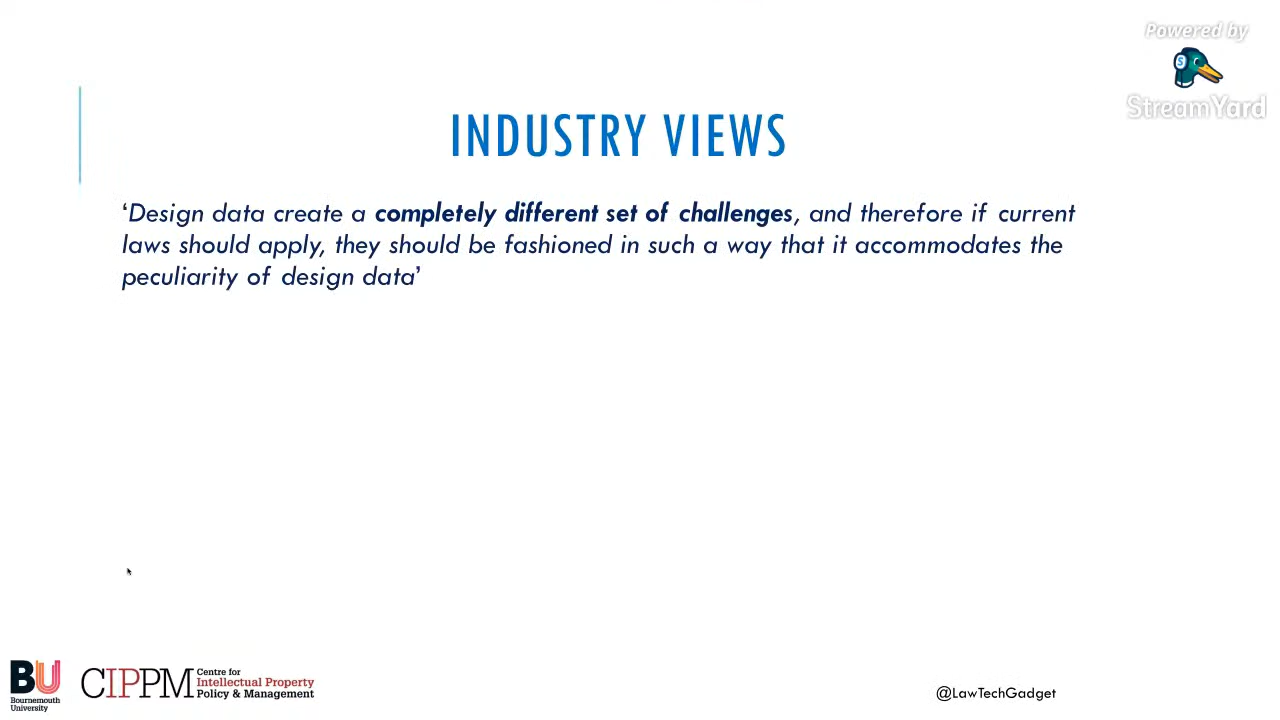 Powered by
S
StreamYard
INDUSTRY VIEWS
‘Design data create a completely different set of challenges, and therefore if current
laws should apply, they should be fashioned in such a way that it accommodates the
peculiarity of design data’
BU
Bournemouth
University
CIPPM
Centre for
Intellectual Property
Policy & Management
@LawTechGadget